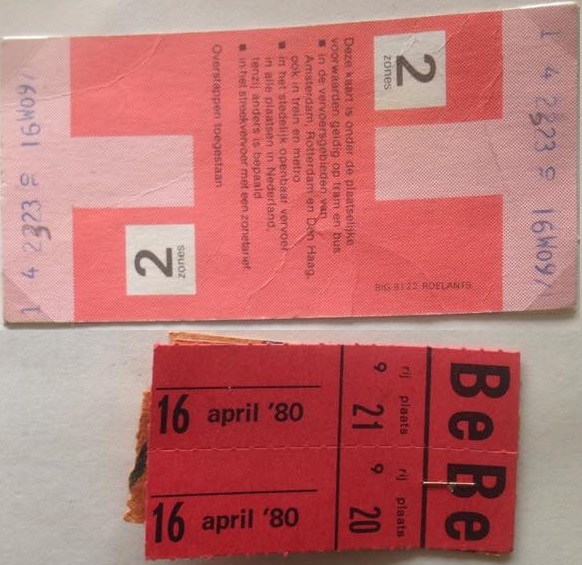 1 4 2323 9 16W09/
2
zones
Deze kaart is onder de plaatselijke
voorwaarden geldig op tram en bus
■ in de vervoersgebieden van
Amsterdam, Rotterdam en Den Haag,
ook in trein en metro
■ in het stedelijk openbaar vervoer
in alle plaatsen in Nederland,
tenzij anders is bepaald
■ in het streekvervoer met een zonetarief.
Overstappen toegestaan
BIG 9122 ROELANTS
2
zones
1 4 2323 9 16W09/
Be Be
rij plaats
9 21
rij plaats
9 20
16 april '80
16 april '80